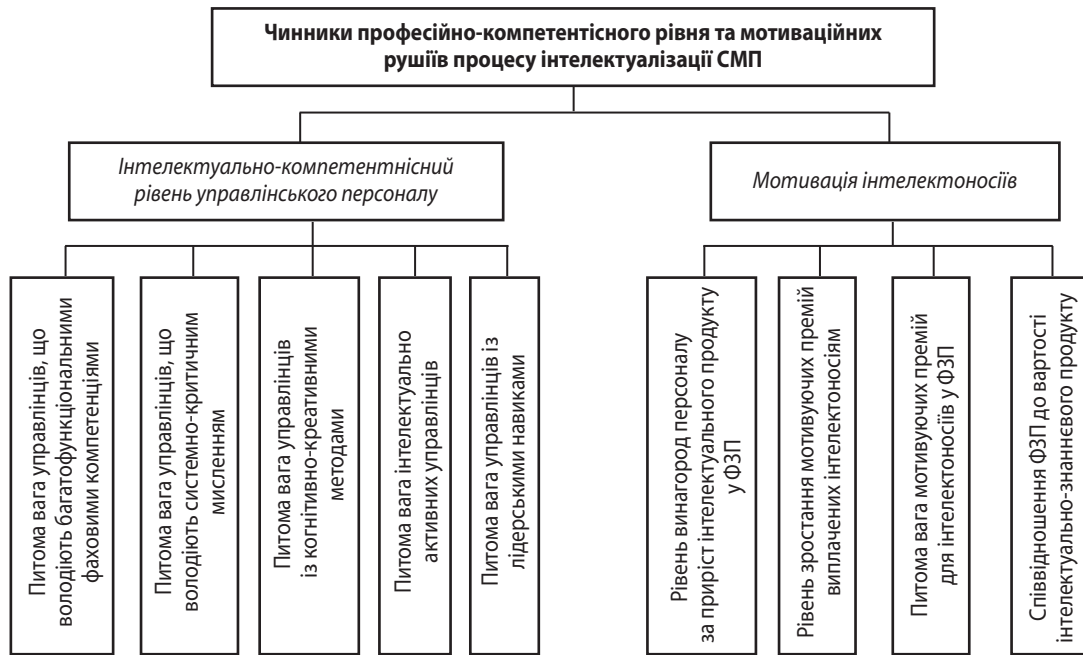 Чинники професійно-компетентісного рівня та мотиваційних
рушіїв процесу інтелектуалізації СМП
Інтелектуально-компетентнісний
рівень управлінського персоналу
Мотивація інтелектоносіїв
Питома вага управлінців, що
володіють багатофункціональними
фаховими компетенціями
Питома вага управлінців, що
володіють системно-критичним
мисленням
Питома вага управлінців
із когнітивно-креативними
методами
Питома вага інтелектуально
активних управлінців
Питома вага управлінців із
лідерськими навиками
Рівень винагород персоналу
за приріст інтелектуального продукту
у ФЗП
Рівень зростання мотивуючих премій
виплачених інтелектоносіям
Питома вага мотивуючих премій
для інтелектоносіїв у ФЗП
Співвідношення ФЗП до вартості
інтелектуально-знаннєвого продукту